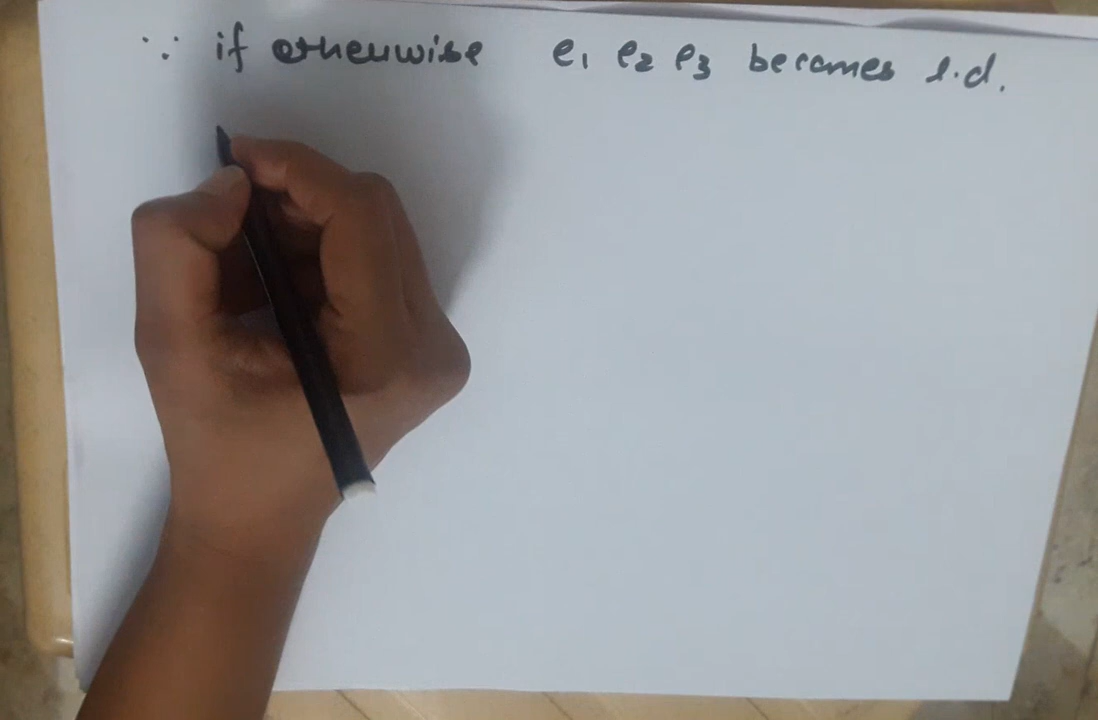 ∵ if otherwise e₁ e₂ e₃ becomes l.d.